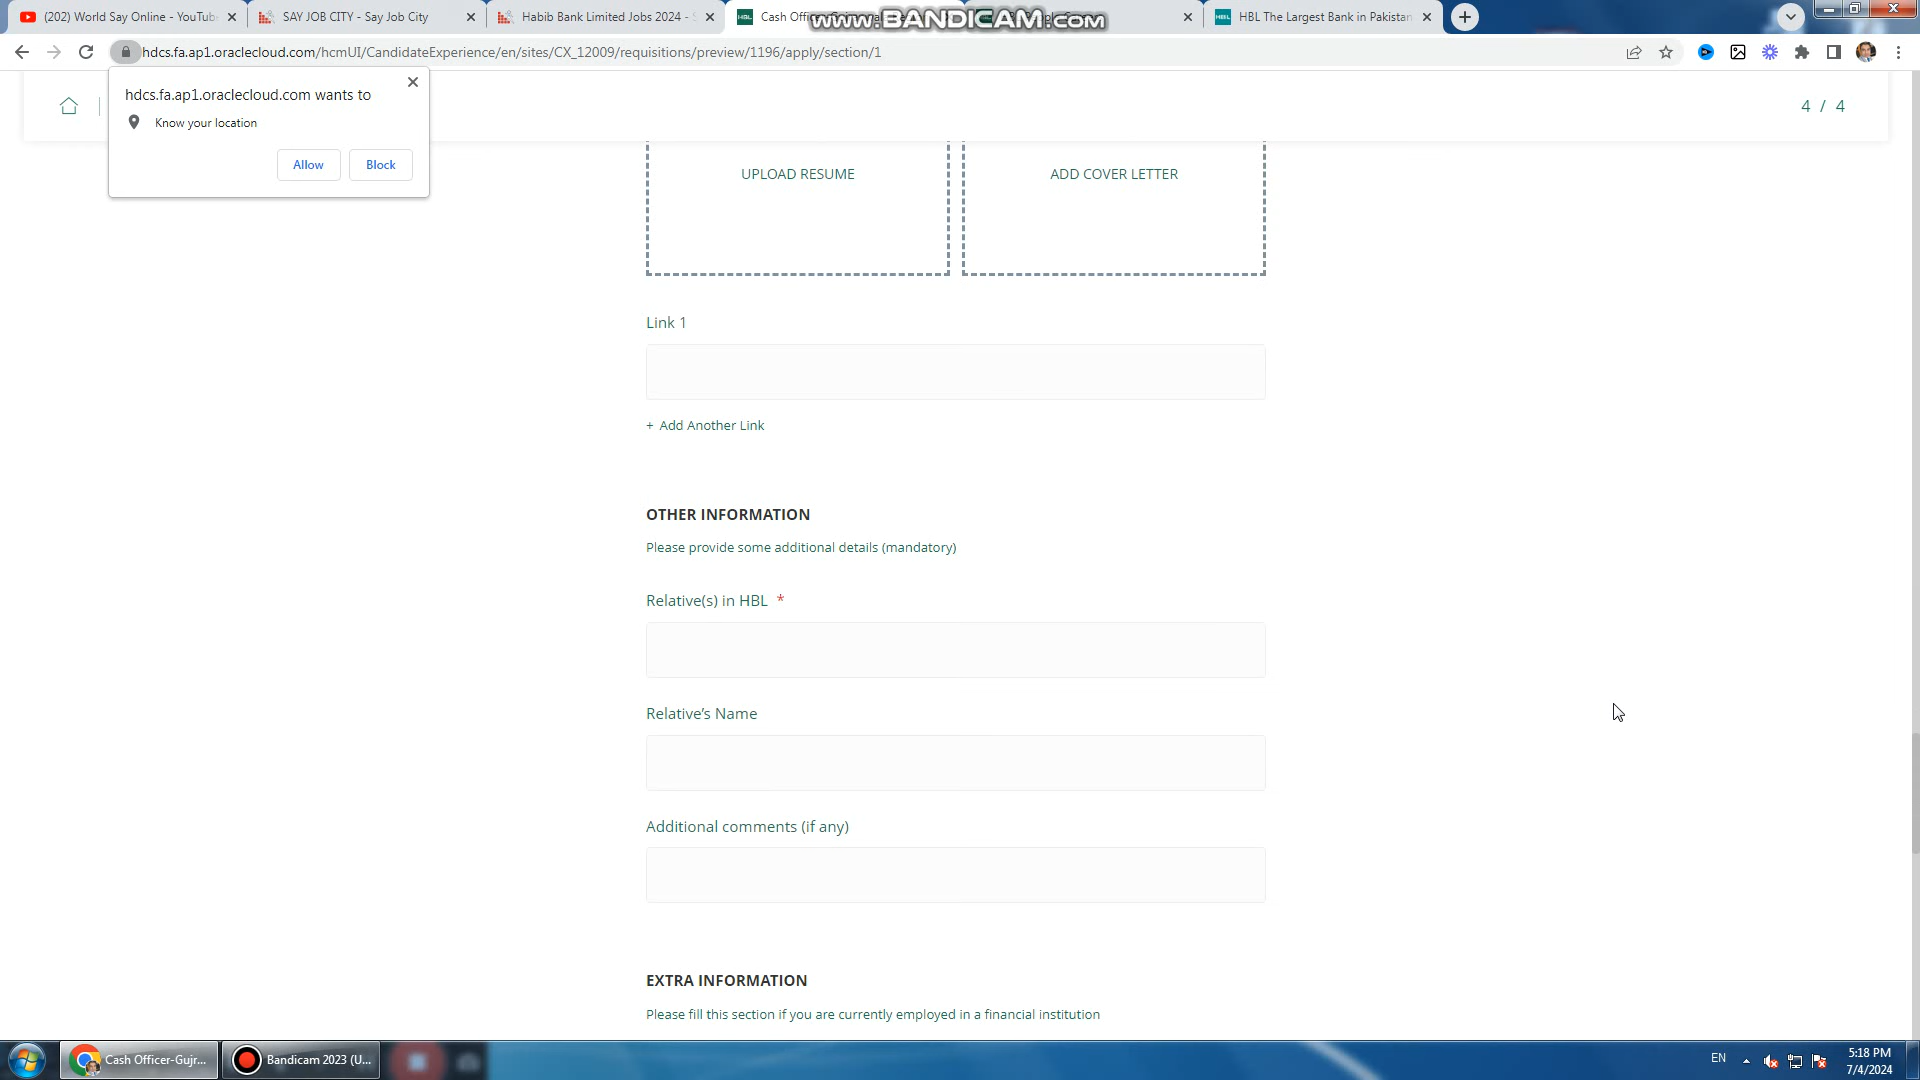 (202) World Say Online - YouTub
SAY JOB CITY - Say Job City
Habib Bank Limited Jobs 2024 - S
HBL
Cash Officer
www.BANDICAM.com
HBL
HBL The Largest Bank in Pakistan
hdcs.fa.ap1.oraclecloud.com/hcmUI/CandidateExperience/en/sites/CX_12009/requisitions/preview/1196/apply/section/1
hdcs.fa.ap1.oraclecloud.com wants to
Know your location
Allow
Block
4 / 4
UPLOAD RESUME
ADD COVER LETTER
Link 1
+ Add Another Link
OTHER INFORMATION
Please provide some additional details (mandatory)
Relative(s) in HBL *
Relative’s Name
Additional comments (if any)
EXTRA INFORMATION
Please fill this section if you are currently employed in a financial institution
Cash Officer-Gujr...
Bandicam 2023 (U...
EN
5:18 PM
7/4/2024